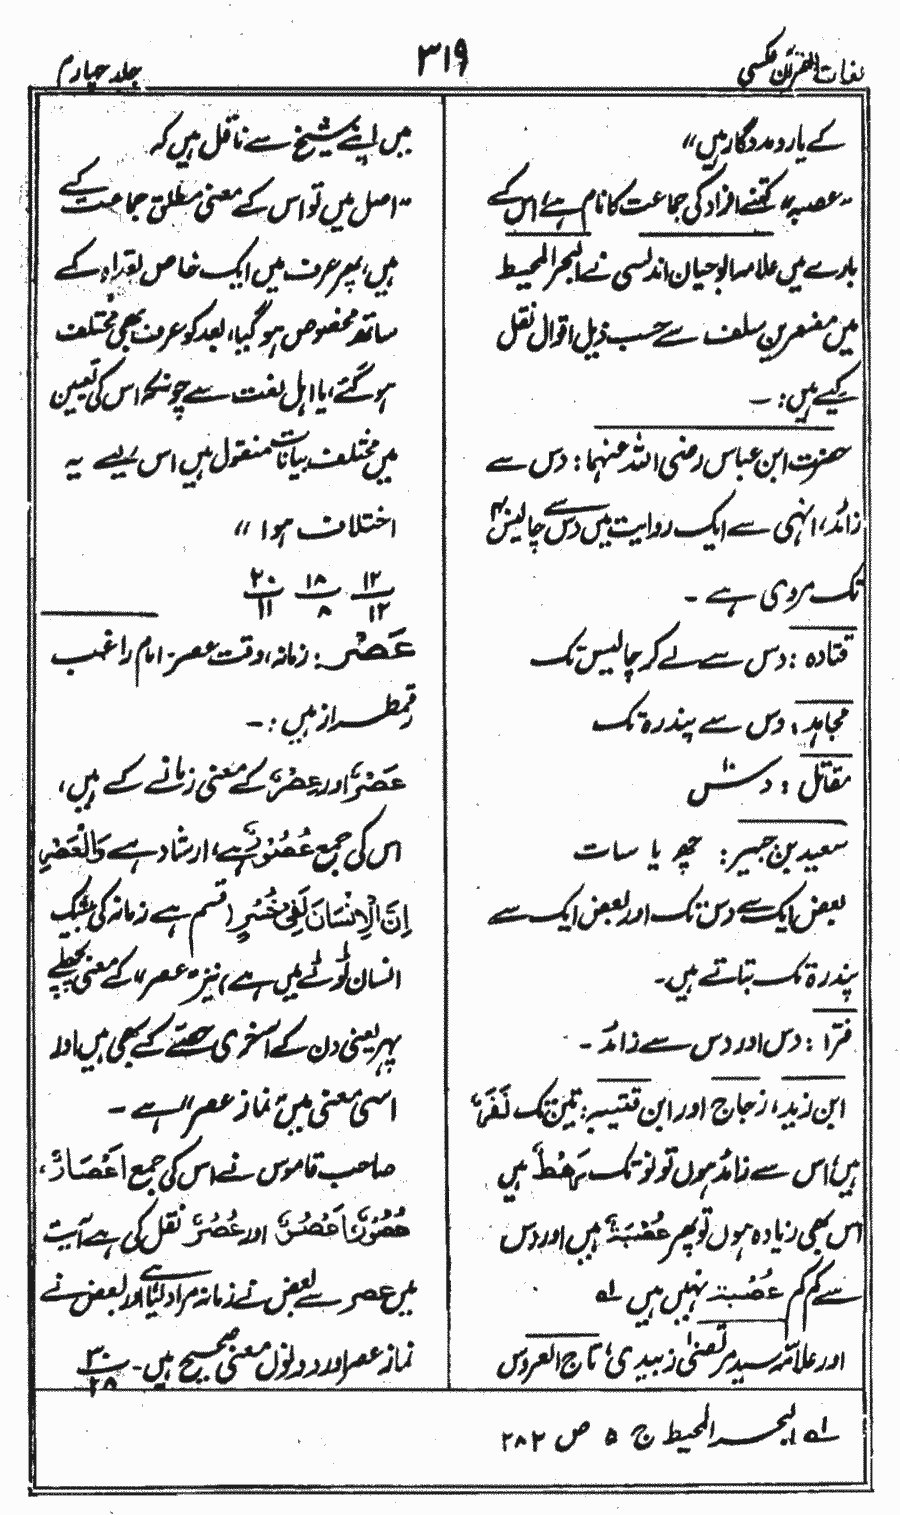 لغات القرآن عکسی
۳۱۹
جلد چہارم
کے یار و مددگار ہیں"
"عصبہ" کتنے افراد کی جماعت کا نام ہے؛ اس کے
بارے میں علامہ ابو حیان اندلسی نے البحر المحیط
میں مفسرین سلف سے حسب ذیل اقوال نقل
کیے ہیں: ۔
حضرت ابن عباس رضی اللہ عنہما: دس سے
زائد، انہی سے ایک روایت میں دس سے چالیس
تک مروی ہے ۔
قتادہ: دس سے لے کر چالیس تک
مجاہد: دس سے پندرہ تک
مقاتل: دس ۱۰
سعید بن جبیر: چھ یا سات
بعض ایک سے دس تک اور بعض ایک سے
پندرہ تک بتاتے ہیں۔
فرّا: دس اور دس سے زائد ۔
ابن زید، زجاج اور ابن قتیبہ: تین تک نَفَرٌ
ہیں، اس سے زائد ہوں تو نو تک رَهْطٌ ہیں
اس بھی زیادہ ہوں تو پھر عُصْبَةٌ ہیں اور دس
سے کم کم عُصْبَة نہیں ہیں لہ
اور علامہ سید مرتضیٰ زبیدی، تاج العروس
میں اپنے شیخ سے ناقل ہیں کہ
"اصل میں تو اس کے معنی مطلق جماعت کے
ہیں، پھر عرف میں ایک خاص تعداد کے
ساتھ مخصوص ہو گیا، بعد کو عرف بھی مختلف
ہو گئے، یا اہل لغت سے چونکہ اس کی تعیین
میں مختلف بیانات منقول ہیں اس لیے یہ
اختلاف ہوا"
۱۲/۱۲ ۱۸/۸ ۲۰/۱۱
عَصْر: زمانہ، وقت عصر۔ امام راغب
رقمطراز ہیں: ۔
عَصْرٌ اور عِصْرٌ کے معنی زمانے کے ہیں،
اس کی جمع عُصُوْرٌ ہے، ارشاد ہے وَالْعَصْرِ
اِنَّ الْاِنْسَانَ لَفِیْ خُسْرٍ (قسم ہے زمانہ کی بیشک
انسان ٹوٹے میں ہے) نیز "عصر" کے معنی پچھلے
پہر یعنی دن کے آخری حصّے کے بھی ہیں اور
اسی معنی میں "نماز عصر" ہے ۔
صاحب قاموس نے اس کی جمع اَعْصَارٌ،
عُصُوْرٌ، اَعْصُرٌ اور عُصُرٌ نقل کی ہے آیت
میں عصر سے بعض نے زمانہ مراد لیا ہے اور بعض نے
نماز عصر اور دونوں معنی صحیح ہیں۔ ۳۰/۲۸
لہ البحر المحیط ج ۵ ص ۲۸۳